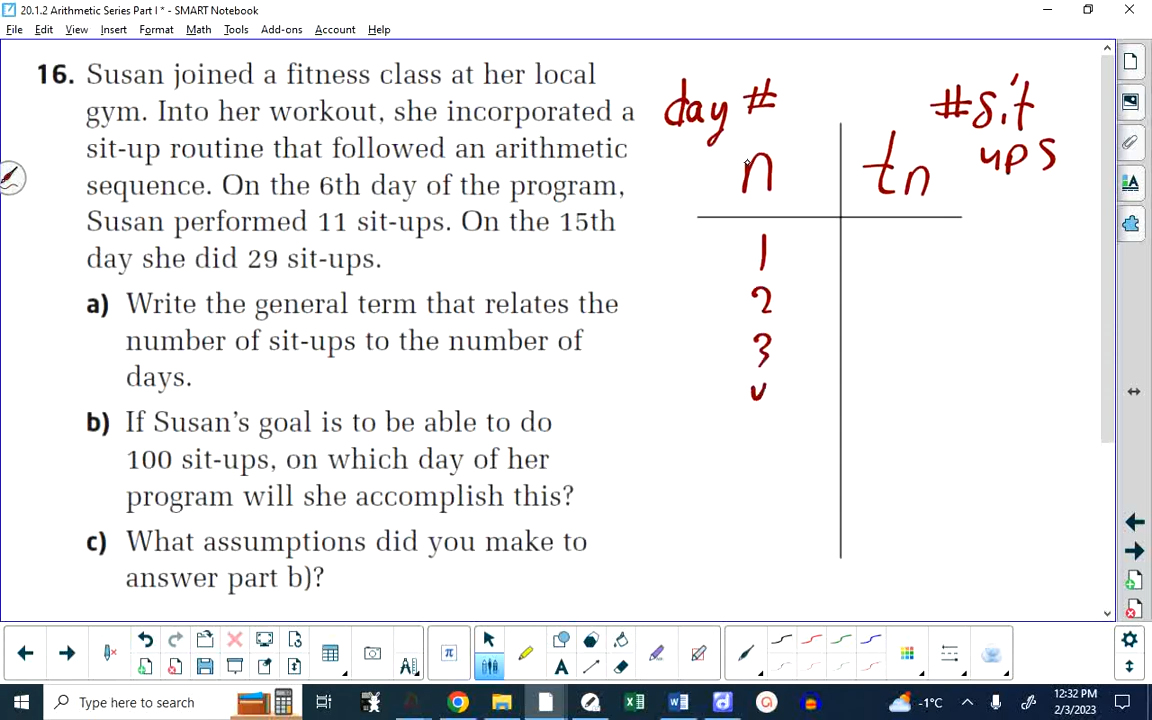 20.1.2 Arithmetic Series Part I * - SMART Notebook
File Edit View Insert Format Math Tools Add-ons Account Help
16. Susan joined a fitness class at her local
gym. Into her workout, she incorporated a
sit-up routine that followed an arithmetic
sequence. On the 6th day of the program,
Susan performed 11 sit-ups. On the 15th
day she did 29 sit-ups.
a) Write the general term that relates the
number of sit-ups to the number of
days.
b) If Susan's goal is to be able to do
100 sit-ups, on which day of her
program will she accomplish this?
c) What assumptions did you make to
answer part b)?
day #
#sit
ups
n tn
1
2
3
Type here to search
-1°C
12:32 PM
2/3/2023